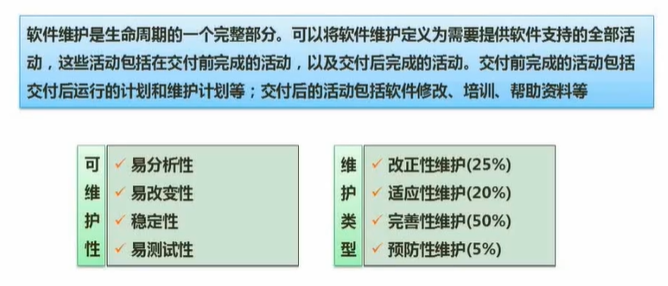 软件维护是生命周期的一个完整部分。可以将软件维护定义为需要提供软件支持的全部活
动，这些活动包括在交付前完成的活动，以及交付后完成的活动。交付前完成的活动包括
交付后运行的计划和维护计划等；交付后的活动包括软件修改、培训、帮助资料等
可维护性
✓ 易分析性
✓ 易改变性
✓ 稳定性
✓ 易测试性
维护类型
✓ 改正性维护(25%)
✓ 适应性维护(20%)
✓ 完善性维护(50%)
✓ 预防性维护(5%)